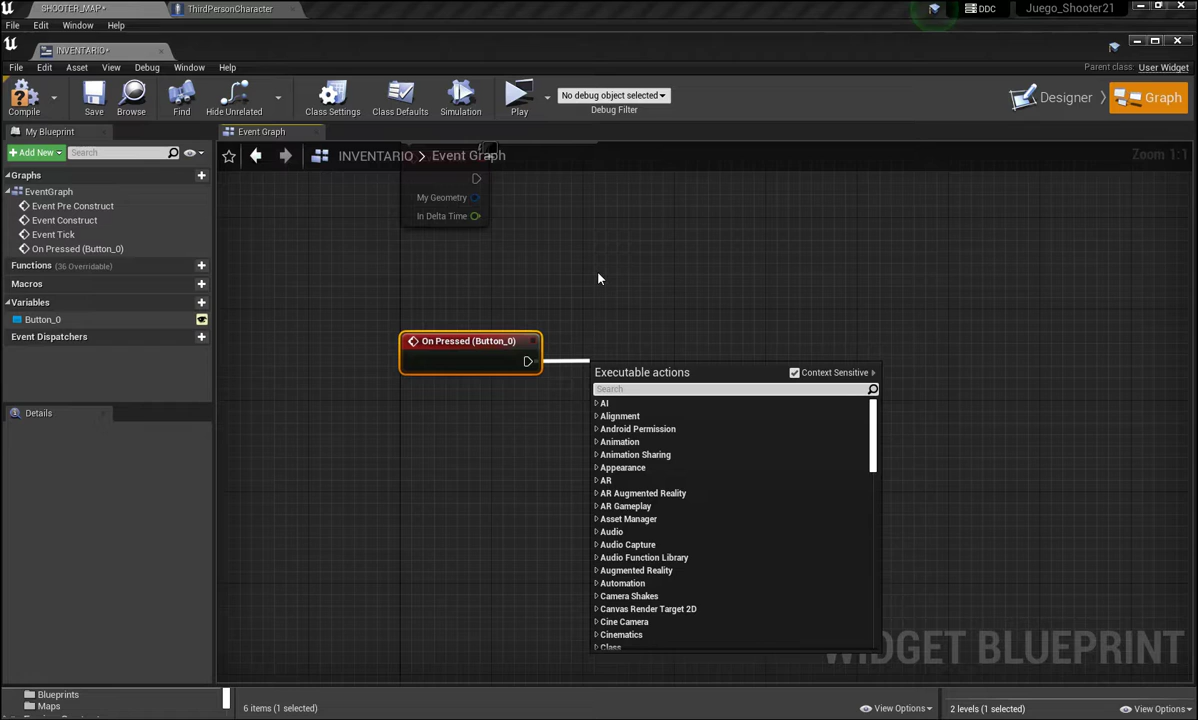 SHOOTER_MAP*
ThirdPersonCharacter
DDC
Juego_Shooter21
File Edit Window Help
INVENTARIO*
File Edit Asset View Debug Window Help
Parent class: User Widget
Compile
Save
Browse
Find
Hide Unrelated
Class Settings
Class Defaults
Simulation
Play
No debug object selected
Debug Filter
Designer
Graph
My Blueprint
Event Graph
Add New
Search
INVENTARIO > Event Graph
Zoom 1:1
Graphs
EventGraph
Event Pre Construct
Event Construct
Event Tick
On Pressed (Button_0)
Functions (36 Overridable)
Macros
Variables
Button_0
Event Dispatchers
Details
My Geometry
In Delta Time
On Pressed (Button_0)
Executable actions
Context Sensitive
Search
AI
Alignment
Android Permission
Animation
Animation Sharing
Appearance
AR
AR Augmented Reality
AR Gameplay
Asset Manager
Audio
Audio Capture
Audio Function Library
Augmented Reality
Automation
Camera Shakes
Canvas Render Target 2D
Cine Camera
Cinematics
Class
WIDGET BLUEPRINT
Blueprints
Maps
6 items (1 selected)
View Options
2 levels (1 selected)
View Options